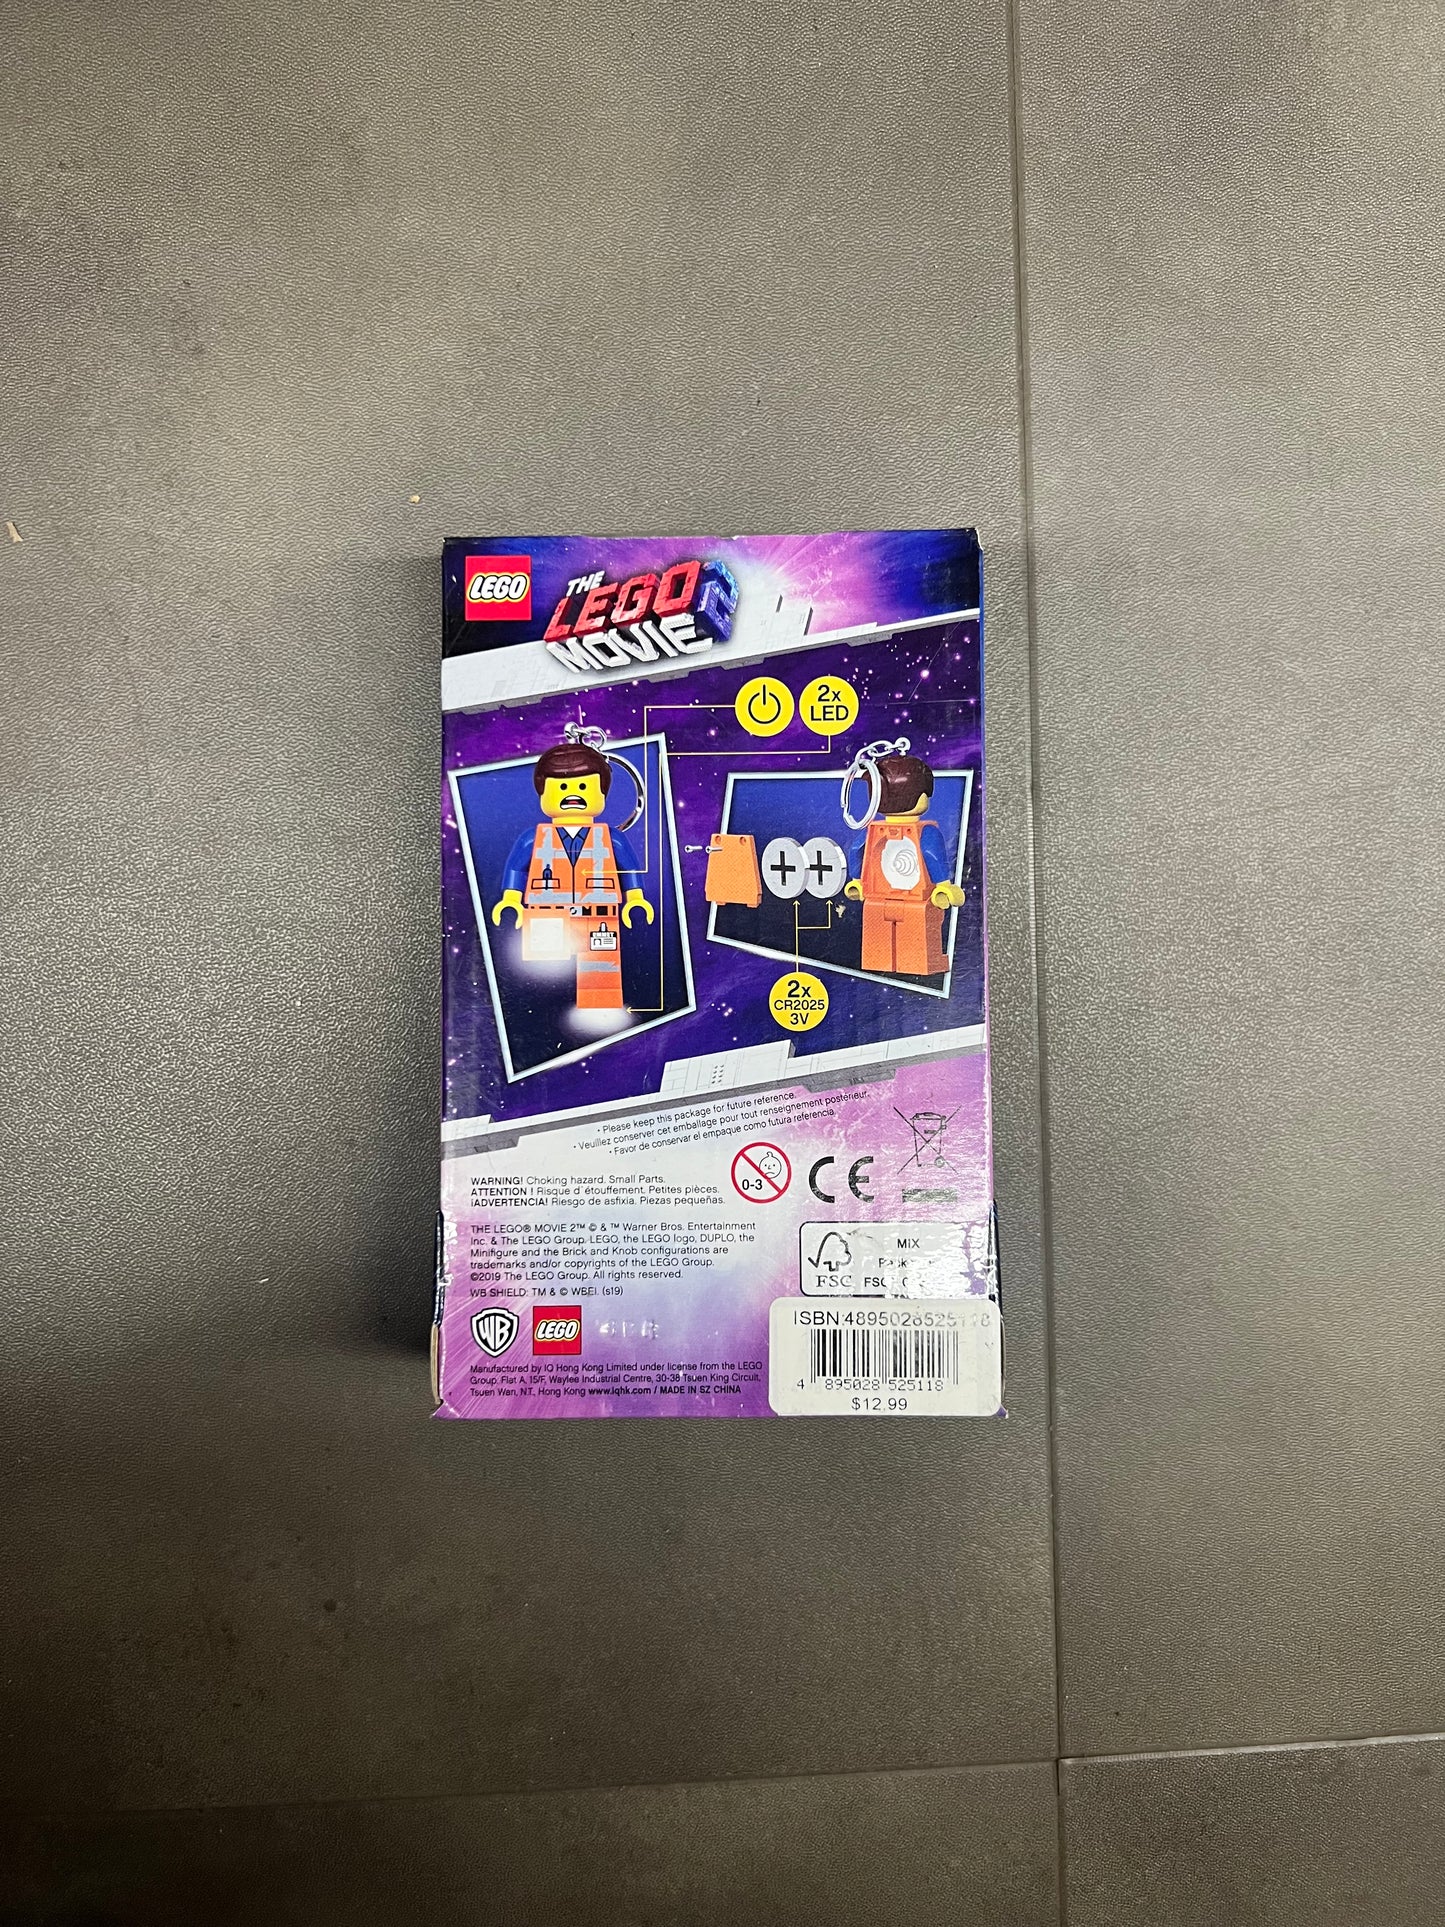 LEGO
THE
LEGO
MOVIE 2
2x
LED
EMMET
2x
CR2025
3V
• Please keep this package for future reference.
• Veuillez conserver cet emballage pour tout renseignement postérieur.
• Favor de conservar el empaque como futura referencia.
WARNING! Choking hazard. Small Parts.
ATTENTION ! Risque d'étouffement. Petites pièces.
¡ADVERTENCIA! Riesgo de asfixia. Piezas pequeñas.
0-3
CE
THE LEGO® MOVIE 2™ © & ™ Warner Bros. Entertainment
Inc. & The LEGO Group. LEGO, the LEGO logo, DUPLO, the
Minifigure and the Brick and Knob configurations are
trademarks and/or copyrights of the LEGO Group.
©2019 The LEGO Group. All rights reserved.
WB SHIELD: TM & © WBEI. (s19)
FSC
MIX
FSC
WB
LEGO
Manufactured by IQ Hong Kong Limited under license from the LEGO
Group. Flat A, 15/F, Waylee Industrial Centre, 30-38 Tsuen King Circuit,
Tsuen Wan, N.T., Hong Kong www.iqhk.com / MADE IN SZ CHINA
ISBN:4895028525118
4 895028 525118
$12.99